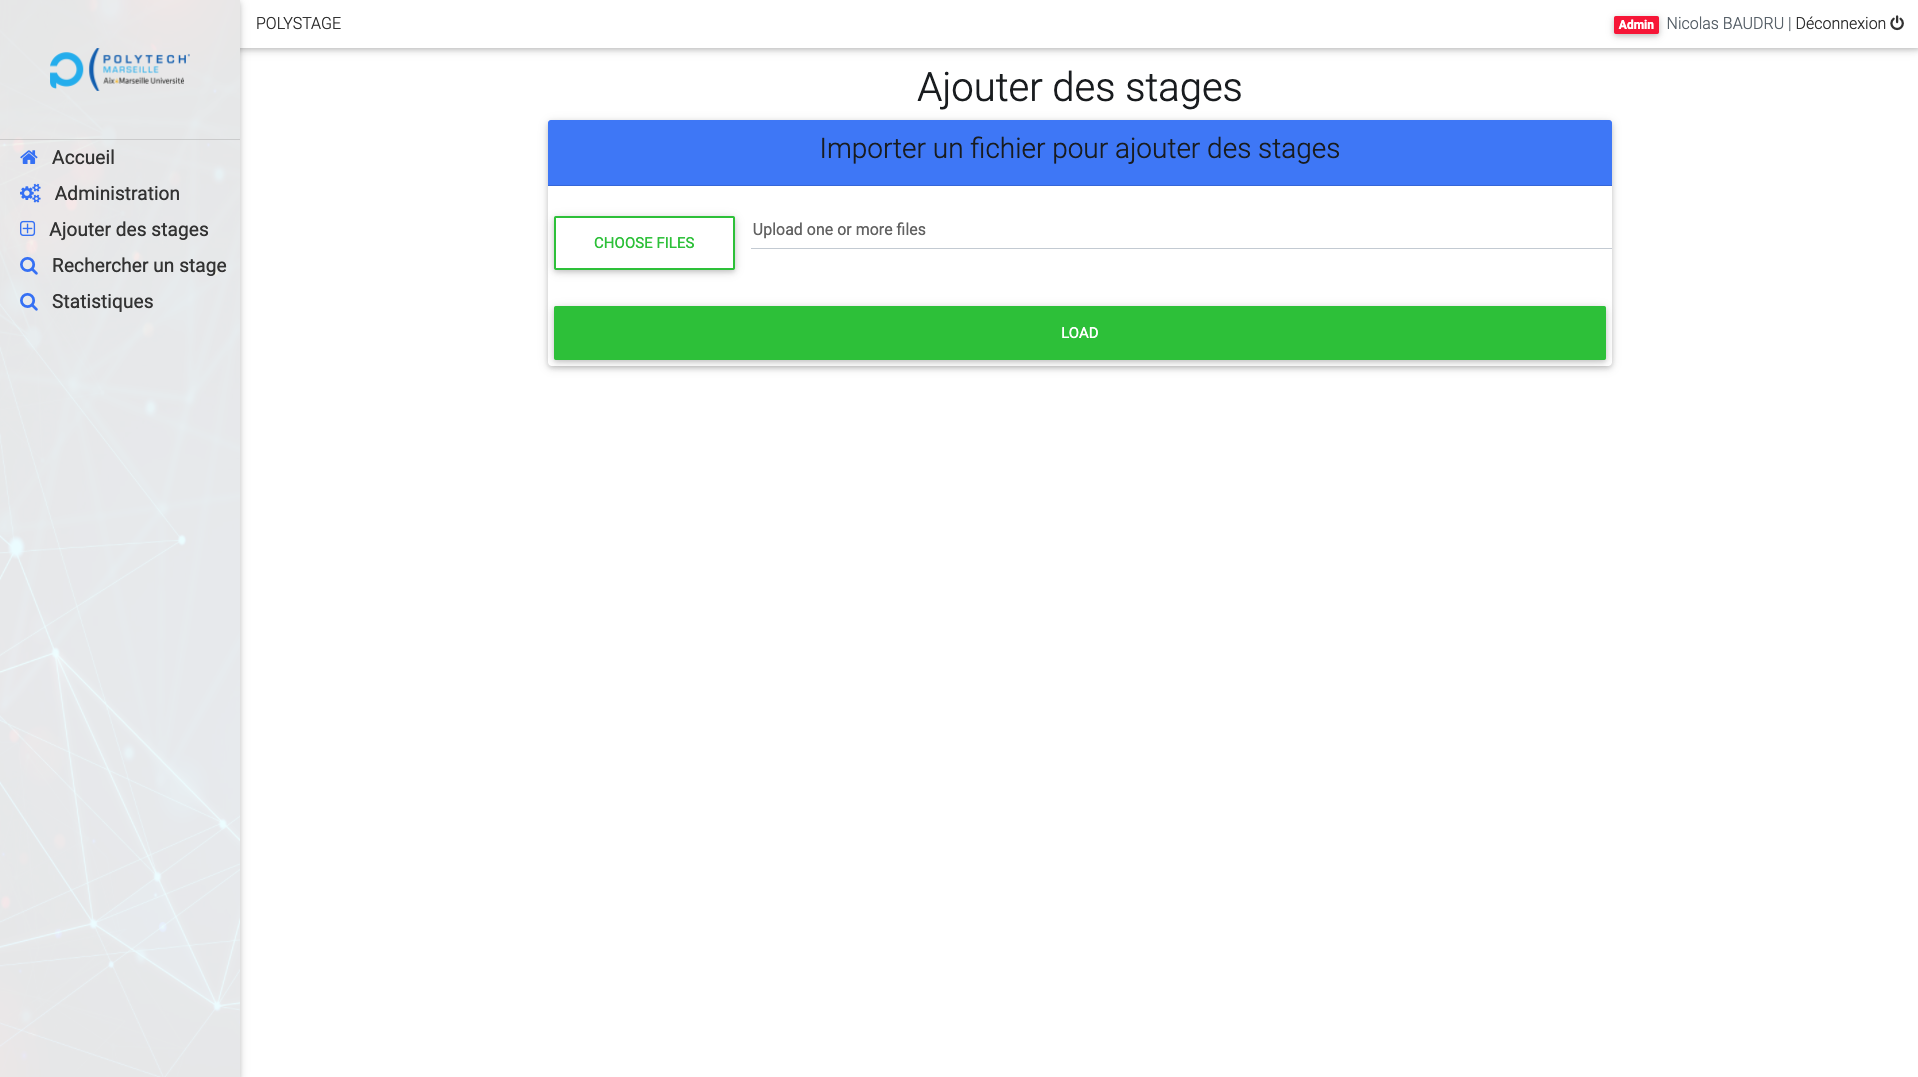 POLYTECH
MARSEILLE
Aix*Marseille Université
POLYSTAGE
Admin Nicolas BAUDRU | Déconnexion
Accueil
Administration
Ajouter des stages
Rechercher un stage
Statistiques
Ajouter des stages
Importer un fichier pour ajouter des stages
CHOOSE FILES
Upload one or more files
LOAD